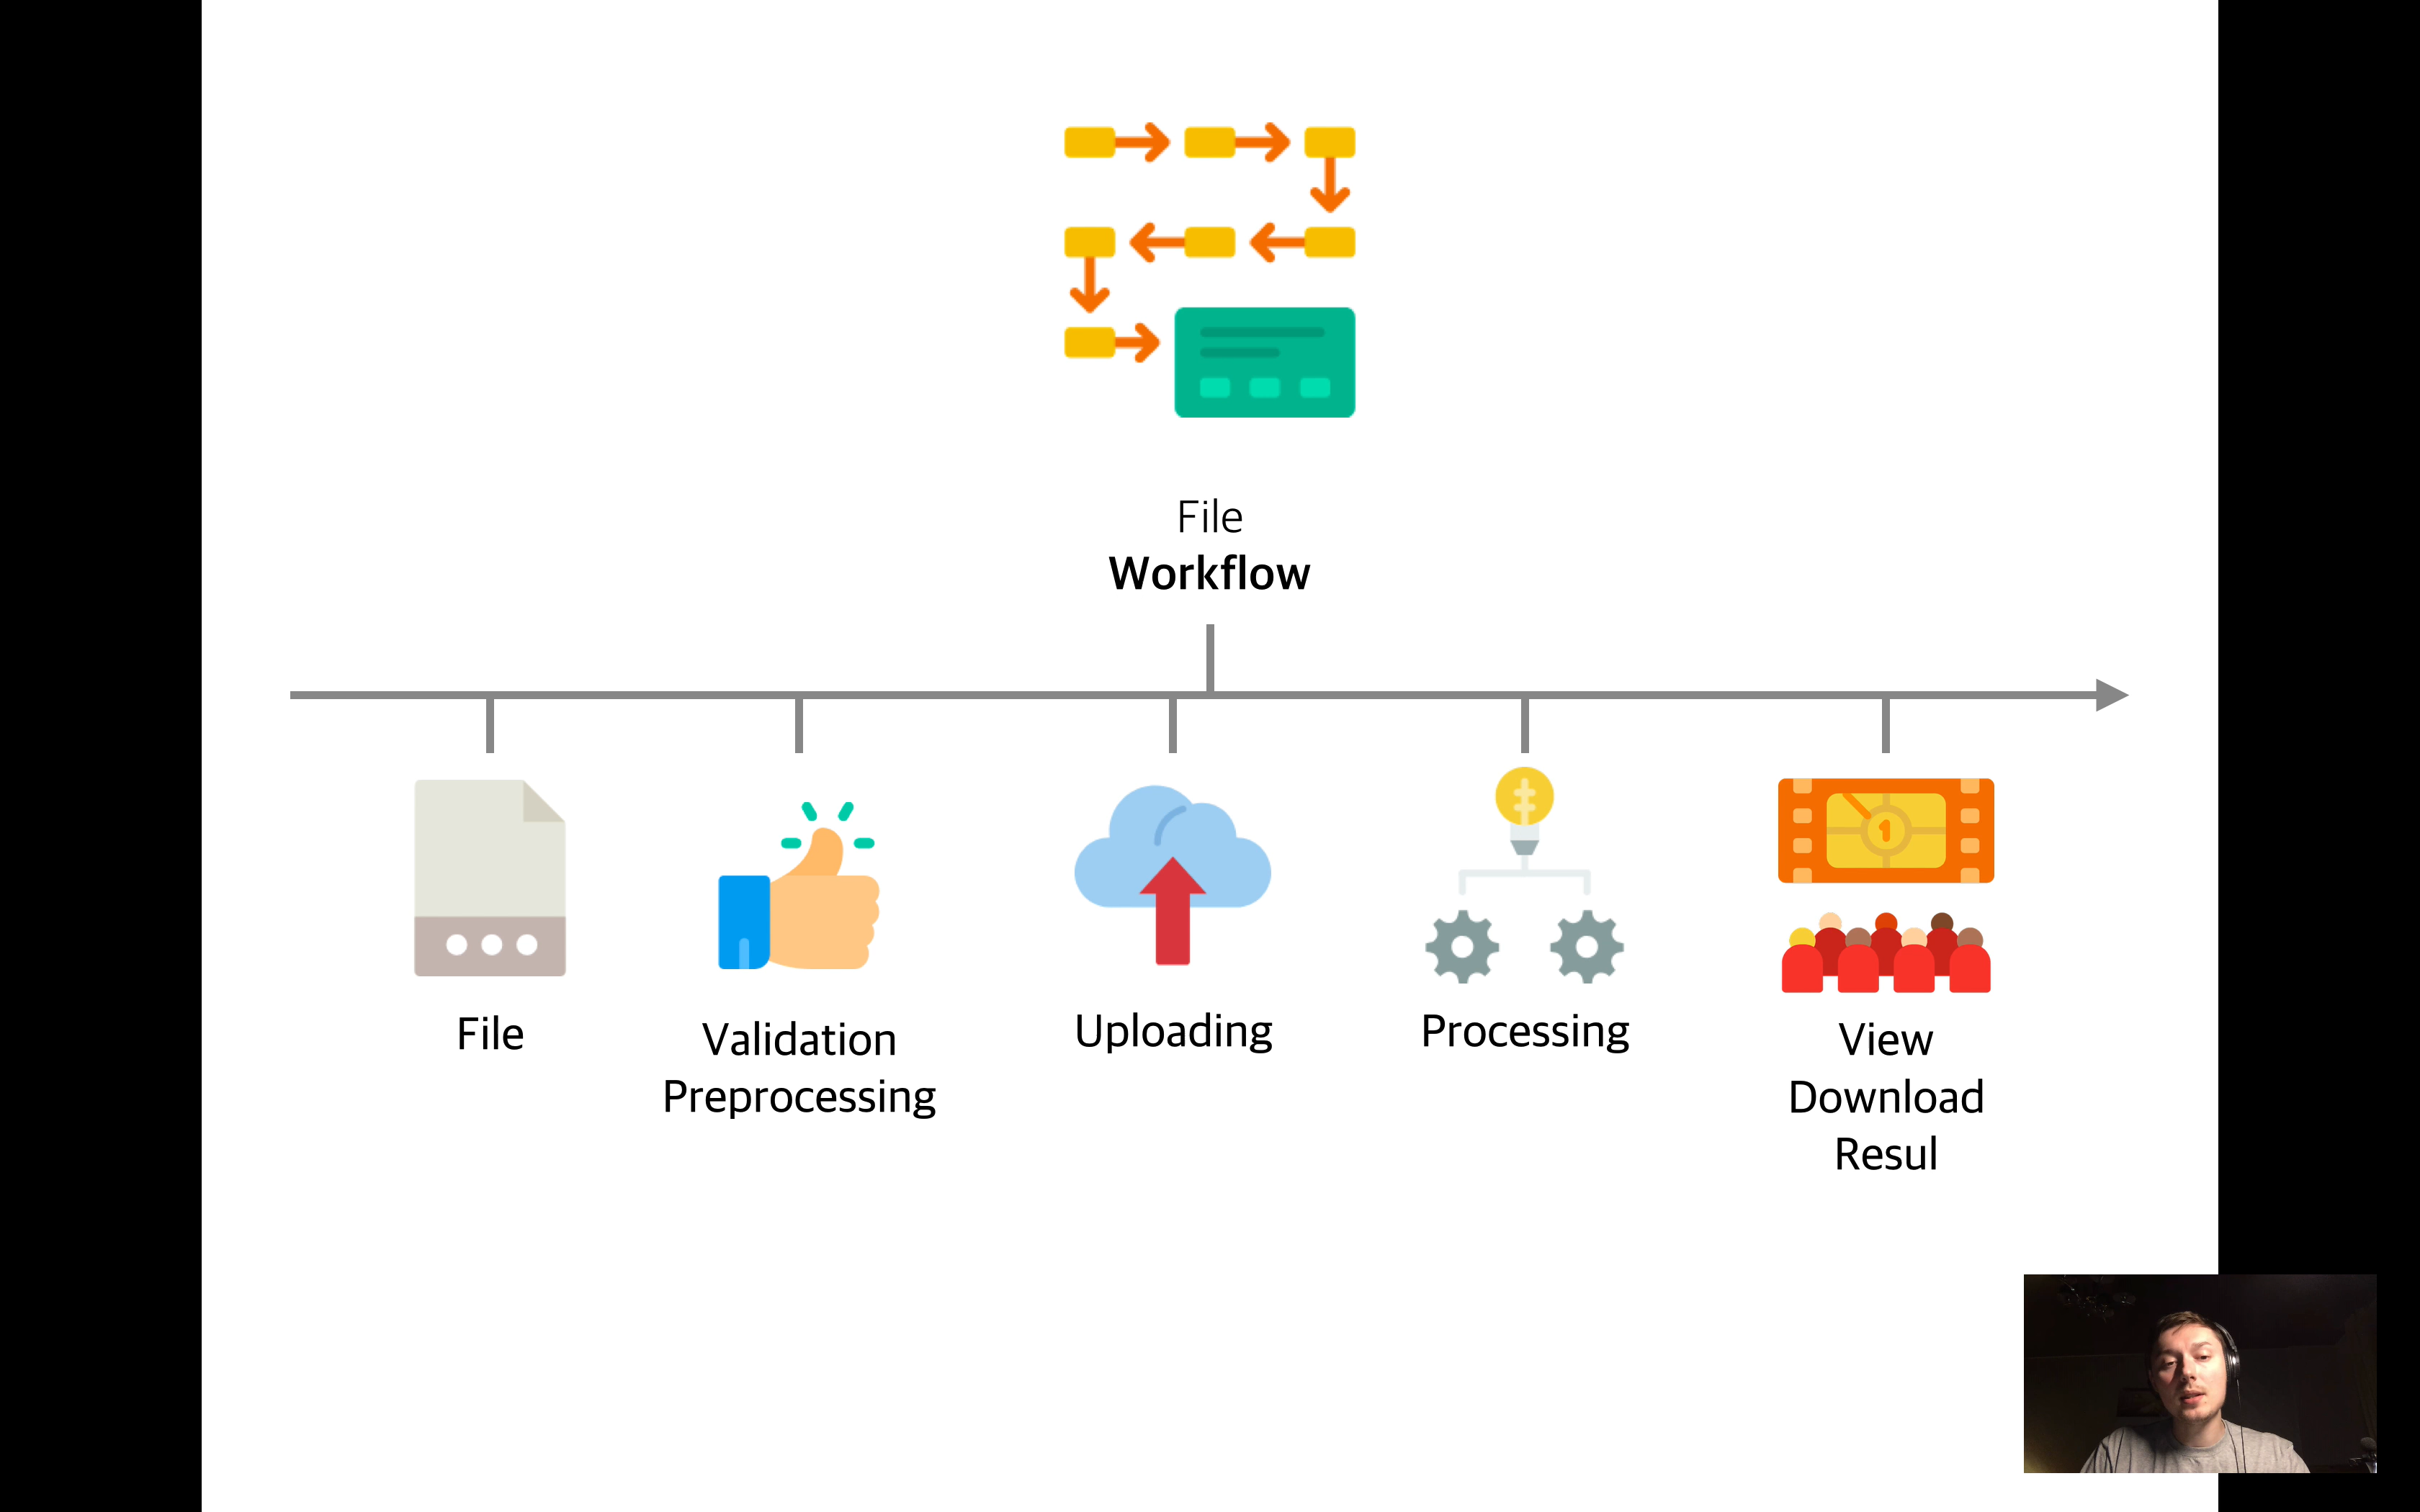 File
Workflow
File
Validation
Preprocessing
Uploading
Processing
View
Download
Resul